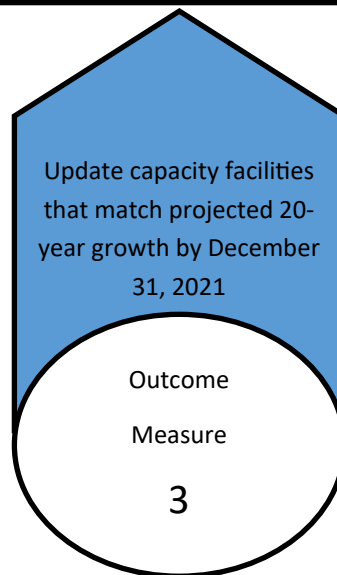 Update capacity facilities
that match projected 20-
year growth by December
31, 2021
Outcome
Measure
3